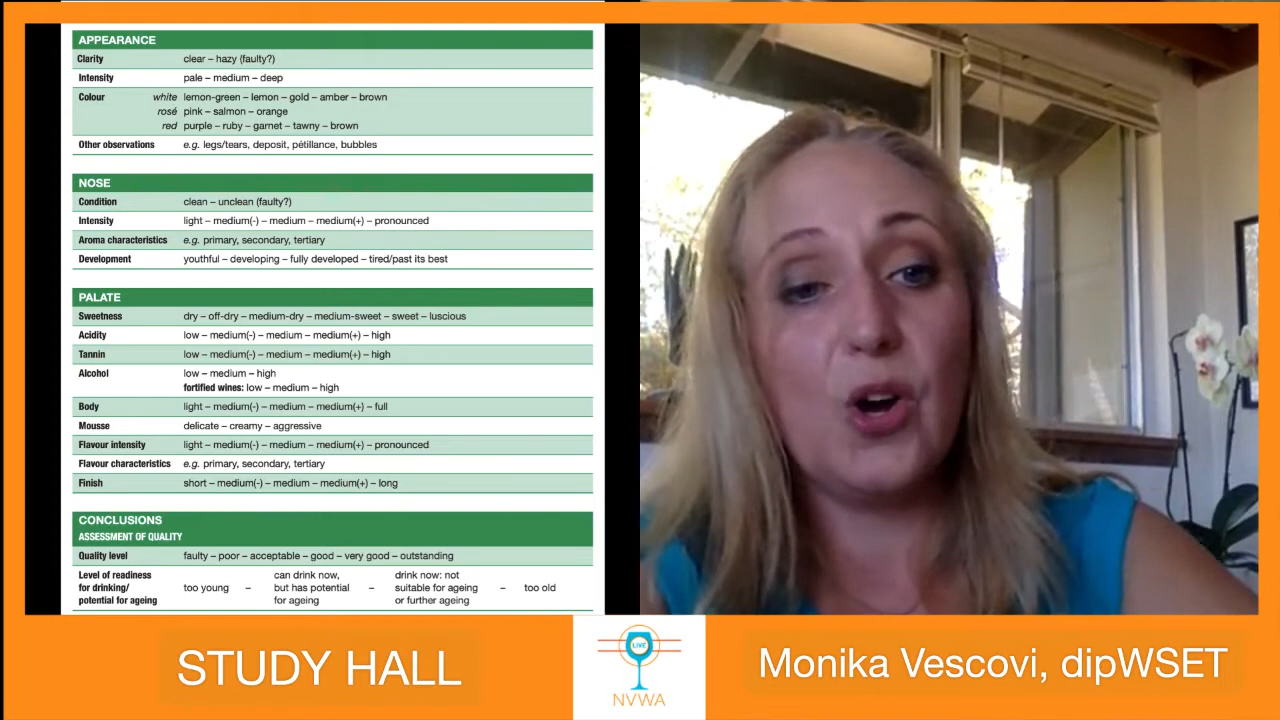 APPEARANCE
Clarity clear – hazy (faulty?)
Intensity pale – medium – deep
Colour white lemon-green – lemon – gold – amber – brown
rosé pink – salmon – orange
red purple – ruby – garnet – tawny – brown
Other observations e.g. legs/tears, deposit, pétillance, bubbles
NOSE
Condition clean – unclean (faulty?)
Intensity light – medium(-) – medium – medium(+) – pronounced
Aroma characteristics e.g. primary, secondary, tertiary
Development youthful – developing – fully developed – tired/past its best
PALATE
Sweetness dry – off-dry – medium-dry – medium-sweet – sweet – luscious
Acidity low – medium(-) – medium – medium(+) – high
Tannin low – medium(-) – medium – medium(+) – high
Alcohol low – medium – high
fortified wines: low – medium – high
Body light – medium(-) – medium – medium(+) – full
Mousse delicate – creamy – aggressive
Flavour intensity light – medium(-) – medium – medium(+) – pronounced
Flavour characteristics e.g. primary, secondary, tertiary
Finish short – medium(-) – medium – medium(+) – long
CONCLUSIONS
ASSESSMENT OF QUALITY
Quality level faulty – poor – acceptable – good – very good – outstanding
Level of readiness can drink now, drink now: not
for drinking/ too young – but has potential – suitable for ageing – too old
potential for ageing for ageing or further ageing
STUDY HALL
LIVE
NVWA
Monika Vescovi, dipWSET